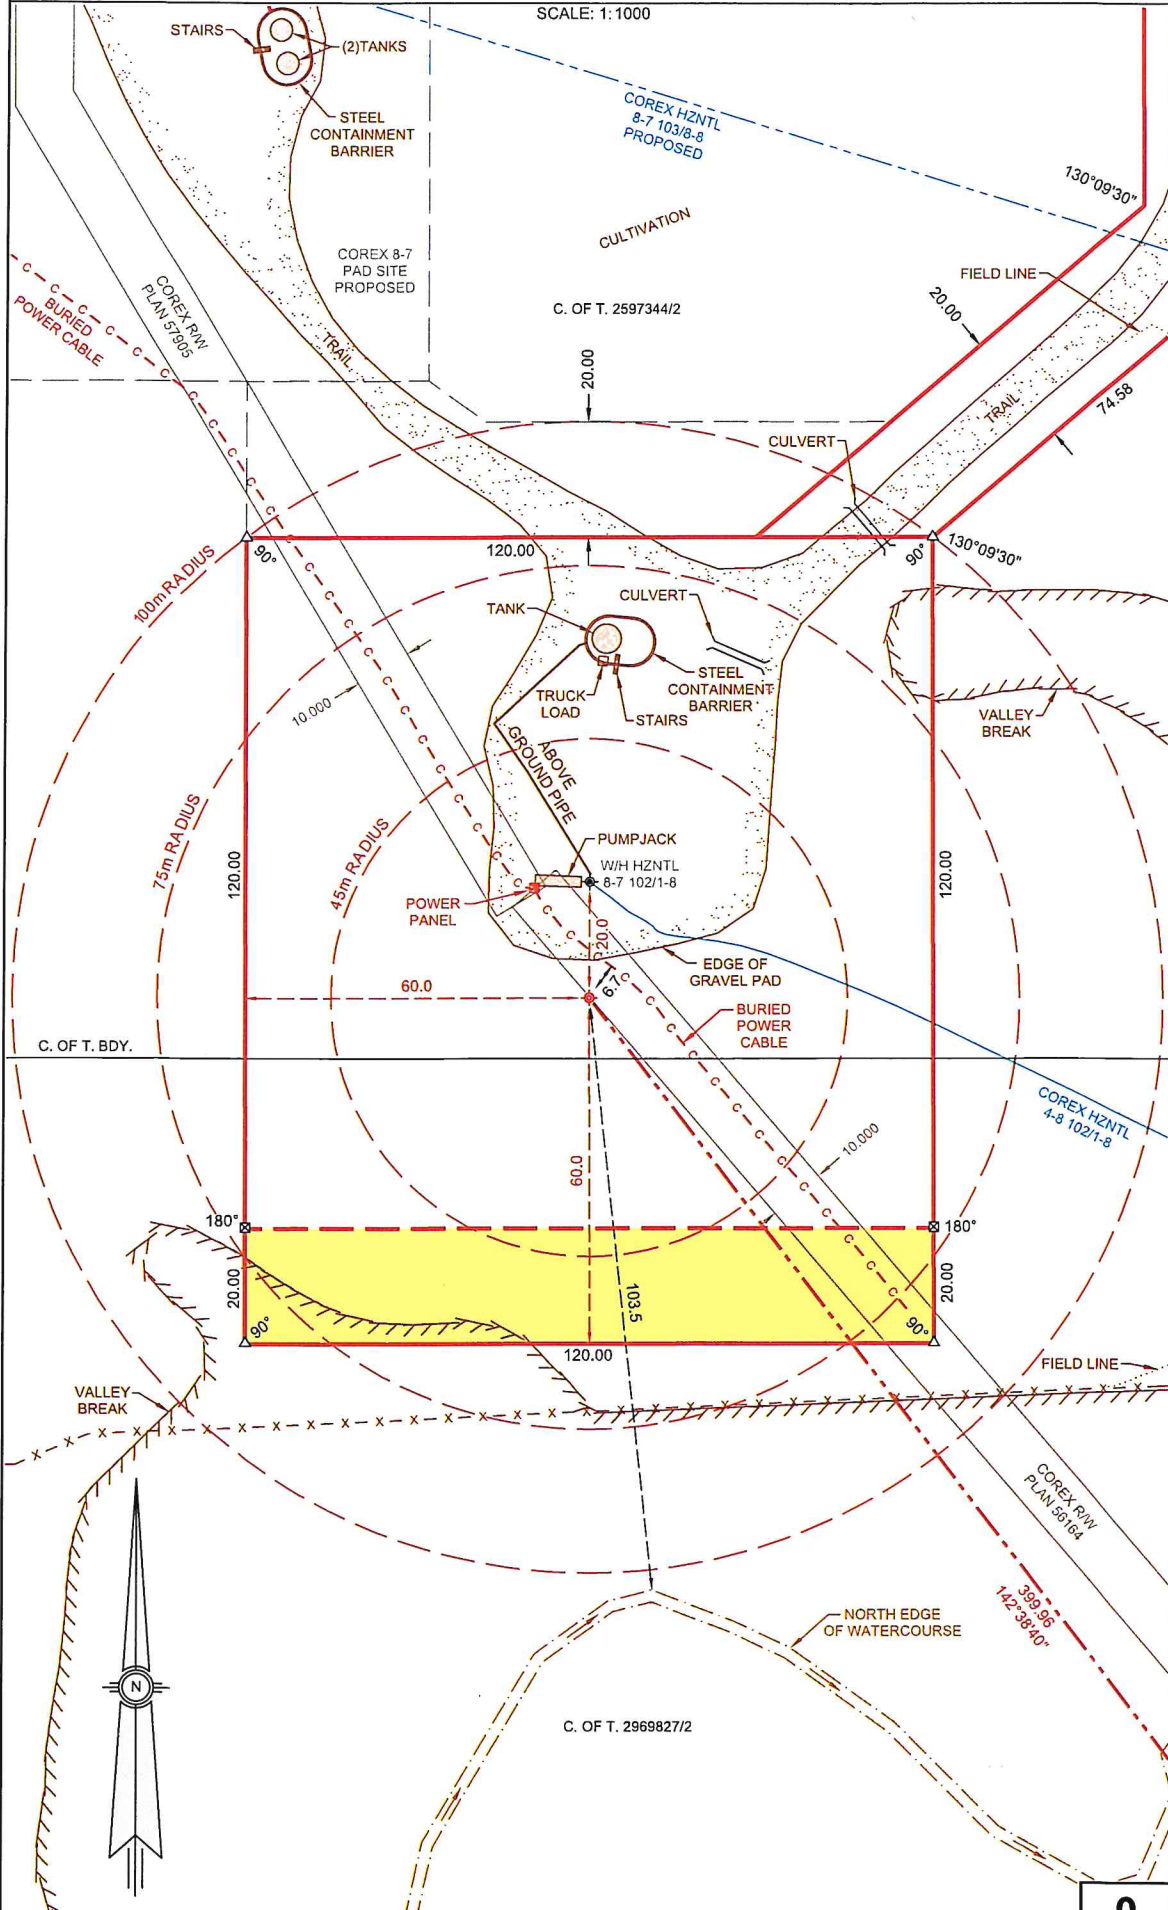 SCALE: 1:1000
STAIRS
(2)TANKS
STEEL
CONTAINMENT
BARRIER
COREX HZNTL
8-7 103/8-8
PROPOSED
130°09'30"
CULTIVATION
COREX 8-7
PAD SITE
PROPOSED
FIELD LINE
BURIED
POWER CABLE
COREX R/W
PLAN 57905
C. OF T. 2597344/2
20.00
TRAIL
20.00
TRAIL
74.58
CULVERT
120.00
90°
90°
130°09'30"
100m RADIUS
TANK
CULVERT
STEEL
CONTAINMENT
BARRIER
TRUCK
LOAD
STAIRS
VALLEY
BREAK
10.000
ABOVE
GROUND PIPE
75m RADIUS
45m RADIUS
120.00
120.00
PUMPJACK
W/H HZNTL
8-7 102/1-8
POWER
PANEL
20.0
EDGE OF
GRAVEL PAD
6.7
60.0
BURIED
POWER
CABLE
C. OF T. BDY.
COREX HZNTL
4-8 102/1-8
10.000
60.0
180°
180°
20.00
103.5
20.00
90°
90°
120.00
FIELD LINE
VALLEY
BREAK
COREX R/W
PLAN 56164
399.96
142°38'40"
NORTH EDGE
OF WATERCOURSE
N
C. OF T. 2969827/2